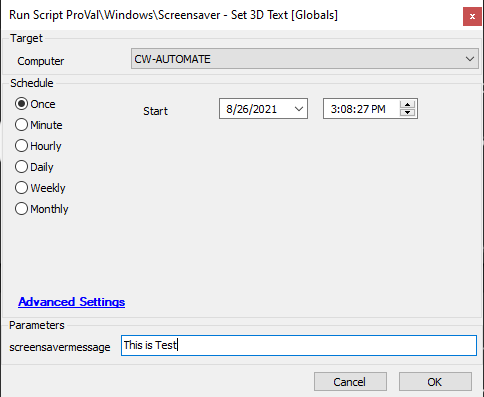 Run Script ProVal\Windows\Screensaver - Set 3D Text [Globals]
x
Target
Computer CW-AUTOMATE
Schedule
Once Start 8/26/2021 3:08:27 PM
Minute
Hourly
Daily
Weekly
Monthly
Advanced Settings
Parameters
screensavermessage This is Test
Cancel OK